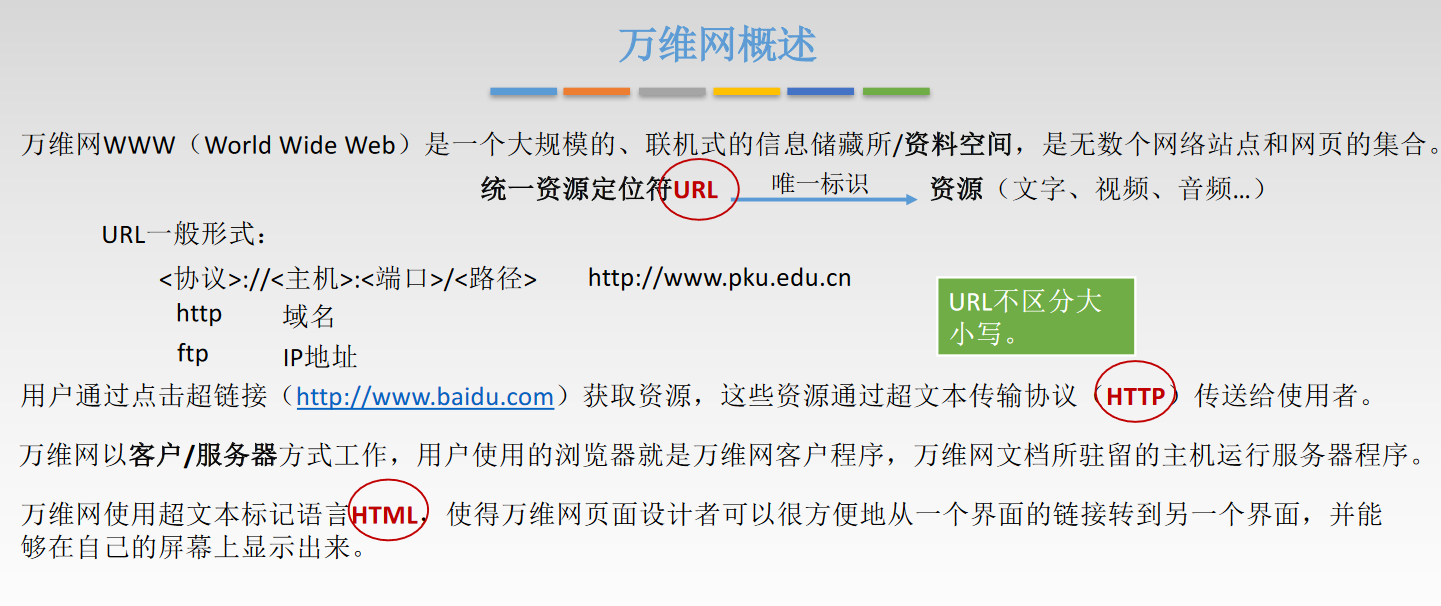 万维网概述
万维网WWW（World Wide Web）是一个大规模的、联机式的信息储藏所/资料空间，是无数个网络站点和网页的集合。
统一资源定位符URL 唯一标识 资源（文字、视频、音频…）
URL一般形式：
<协议>://<主机>:<端口>/<路径> http://www.pku.edu.cn
http 域名
URL不区分大
小写。
ftp IP地址
用户通过点击超链接（http://www.baidu.com）获取资源，这些资源通过超文本传输协议（HTTP）传送给使用者。
万维网以客户/服务器方式工作，用户使用的浏览器就是万维网客户程序，万维网文档所驻留的主机运行服务器程序。
万维网使用超文本标记语言HTML，使得万维网页面设计者可以很方便地从一个界面的链接转到另一个界面，并能
够在自己的屏幕上显示出来。